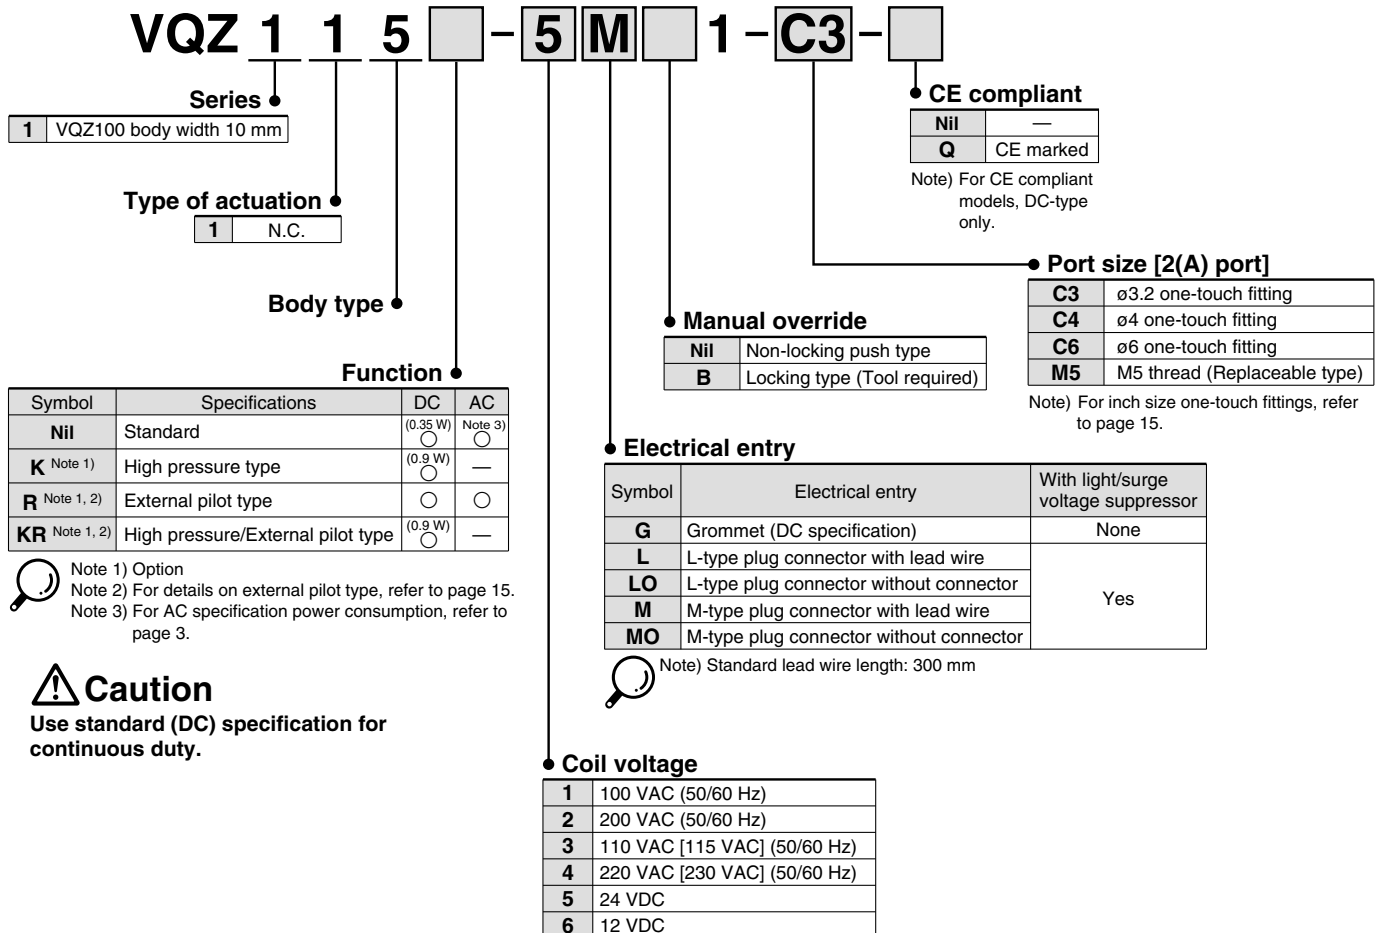 VQZ 1 1 5 - 5 M 1 - C3 -
Series
1 VQZ100 body width 10 mm
Type of actuation
1 N.C.
Body type
Function
Symbol Specifications DC AC
Nil Standard (0.35 W) ○ Note 3) ○
K Note 1) High pressure type (0.9 W) ○ —
R Note 1, 2) External pilot type ○ ○
KR Note 1, 2) High pressure/External pilot type (0.9 W) ○ —
Note 1) Option
Note 2) For details on external pilot type, refer to page 15.
Note 3) For AC specification power consumption, refer to
page 3.
Caution
Use standard (DC) specification for
continuous duty.
CE compliant
Nil —
Q CE marked
Note) For CE compliant
models, DC-type
only.
Port size [2(A) port]
C3 ø3.2 one-touch fitting
C4 ø4 one-touch fitting
C6 ø6 one-touch fitting
M5 M5 thread (Replaceable type)
Note) For inch size one-touch fittings, refer
to page 15.
Manual override
Nil Non-locking push type
B Locking type (Tool required)
Electrical entry
Symbol Electrical entry With light/surge
voltage suppressor
G Grommet (DC specification) None
L L-type plug connector with lead wire
LO L-type plug connector without connector
Yes
M M-type plug connector with lead wire
MO M-type plug connector without connector
Note) Standard lead wire length: 300 mm
Coil voltage
1 100 VAC (50/60 Hz)
2 200 VAC (50/60 Hz)
3 110 VAC [115 VAC] (50/60 Hz)
4 220 VAC [230 VAC] (50/60 Hz)
5 24 VDC
6 12 VDC